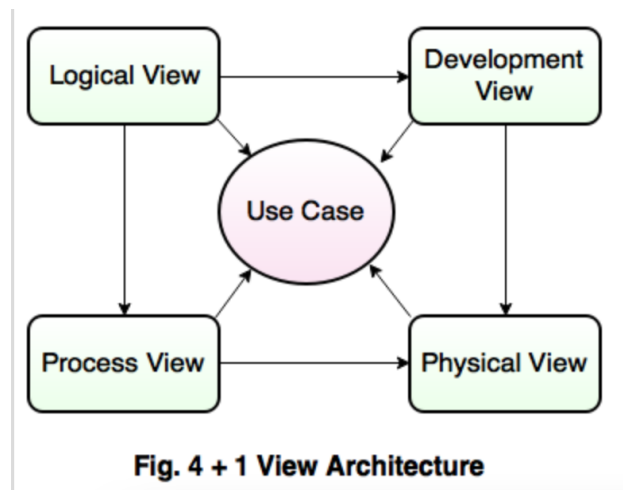 Logical View
Development
View
Use Case
Process View
Physical View
Fig. 4 + 1 View Architecture